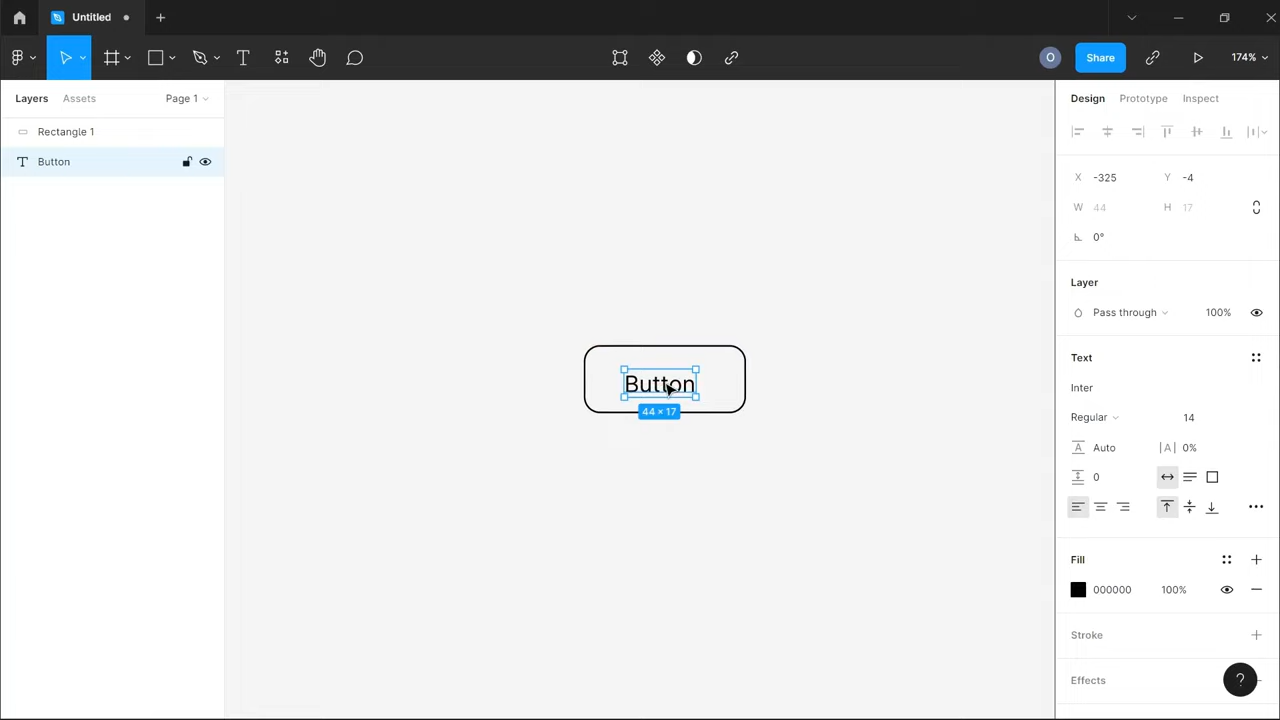 Untitled
O
Share
174%
Layers
Assets
Page 1
Design
Prototype
Inspect
Rectangle 1
T Button
X -325
Y -4
W 44
H 17
0°
Layer
Pass through
100%
Button
44 × 17
Text
Inter
Regular
14
A Auto
|A| 0%
0
Fill
000000
100%
Stroke
Effects
?